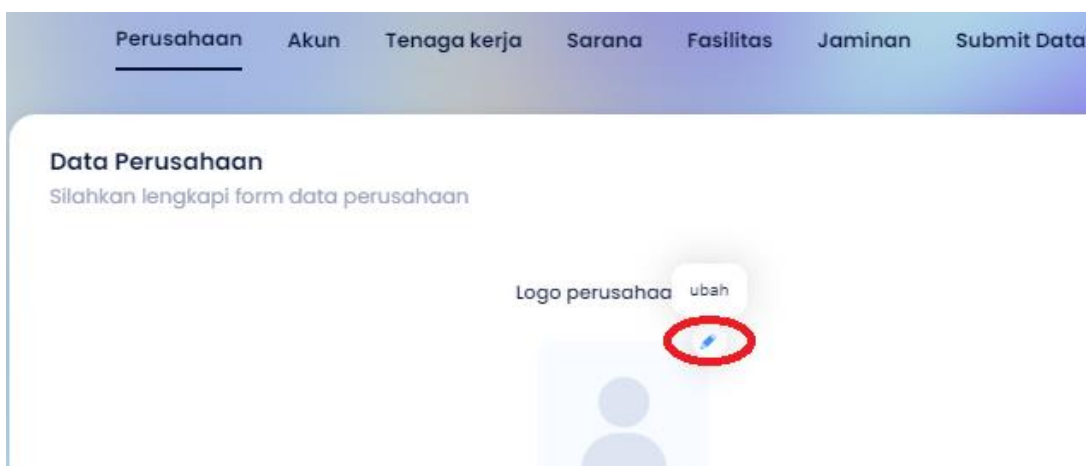 Perusahaan Akun Tenaga kerja Sarana Fasilitas Jaminan Submit Data
Data Perusahaan
Silahkan lengkapi form data perusahaan
Logo perusahaa ubah